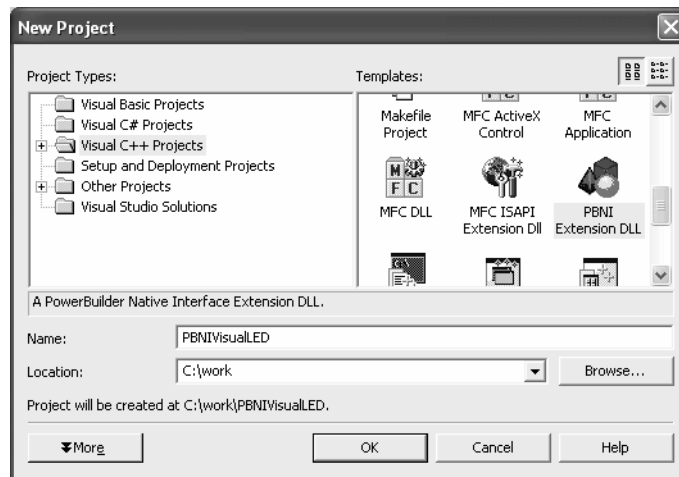 New Project
Project Types:
Templates:
Visual Basic Projects
Visual C# Projects
Visual C++ Projects
Setup and Deployment Projects
Other Projects
Visual Studio Solutions
Makefile
Project
MFC ActiveX
Control
MFC
Application
MFC DLL
MFC ISAPI
Extension Dll
PBNI
Extension DLL
A PowerBuilder Native Interface Extension DLL.
Name:
PBNIVisualLED
Location:
C:\work
Browse...
Project will be created at C:\work\PBNIVisualLED.
More
OK
Cancel
Help